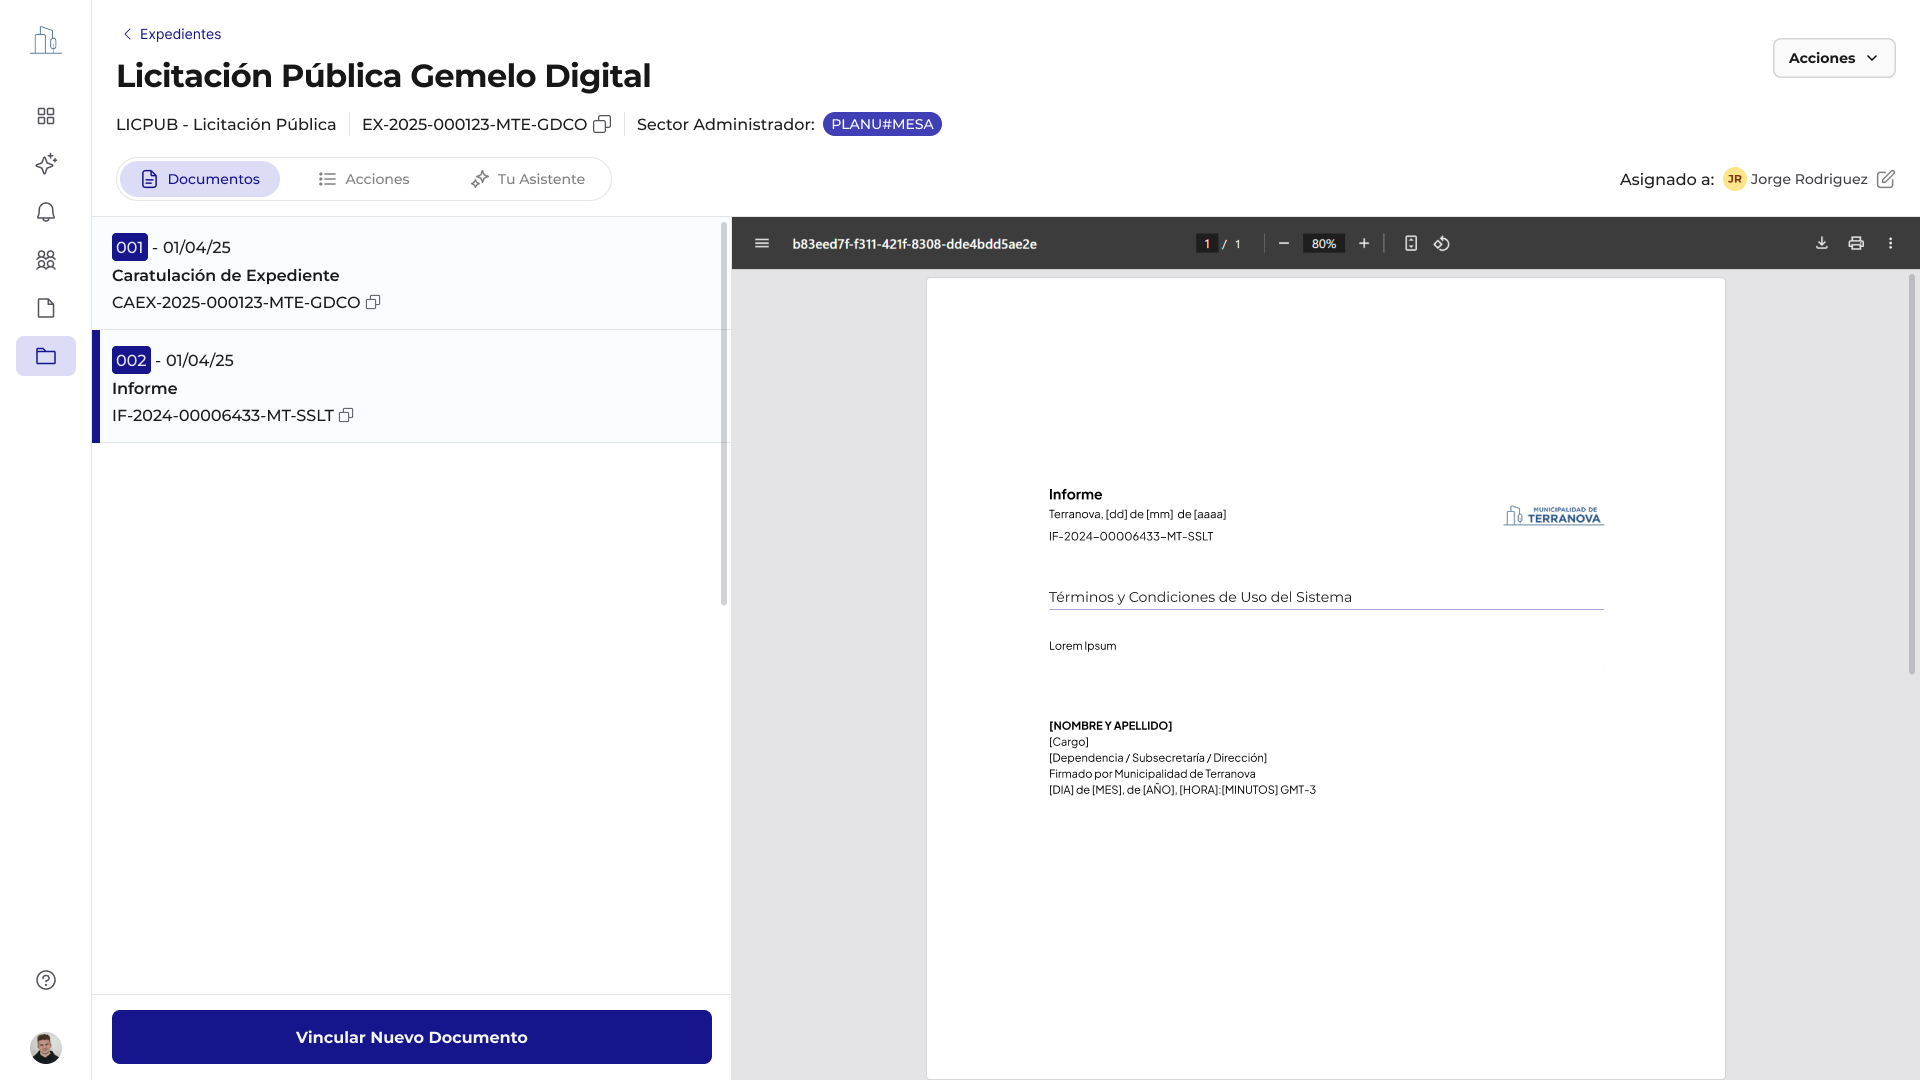 Expedientes
Licitación Pública Gemelo Digital
Acciones
LICPUB - Licitación Pública
EX-2025-000123-MTE-GDCO
Sector Administrador: PLANU#MESA
Documentos
Acciones
Tu Asistente
Asignado a: JR Jorge Rodriguez
001 - 01/04/25
Caratulación de Expediente
CAEX-2025-000123-MTE-GDCO
002 - 01/04/25
Informe
IF-2024-00006433-MT-SSLT
Vincular Nuevo Documento
b83eed7f-f311-421f-8308-dde4bdd5ae2e
1 / 1
80%
Informe
Terranova, [dd] de [mm] de [aaaa]
IF-2024-00006433-MT-SSLT
MUNICIPALIDAD DE
TERRANOVA
Términos y Condiciones de Uso del Sistema
Lorem Ipsum
[NOMBRE Y APELLIDO]
[Cargo]
[Dependencia / Subsecretaría / Dirección]
Firmado por Municipalidad de Terranova
[DIA] de [MES], de [AÑO], [HORA]:[MINUTOS] GMT-3